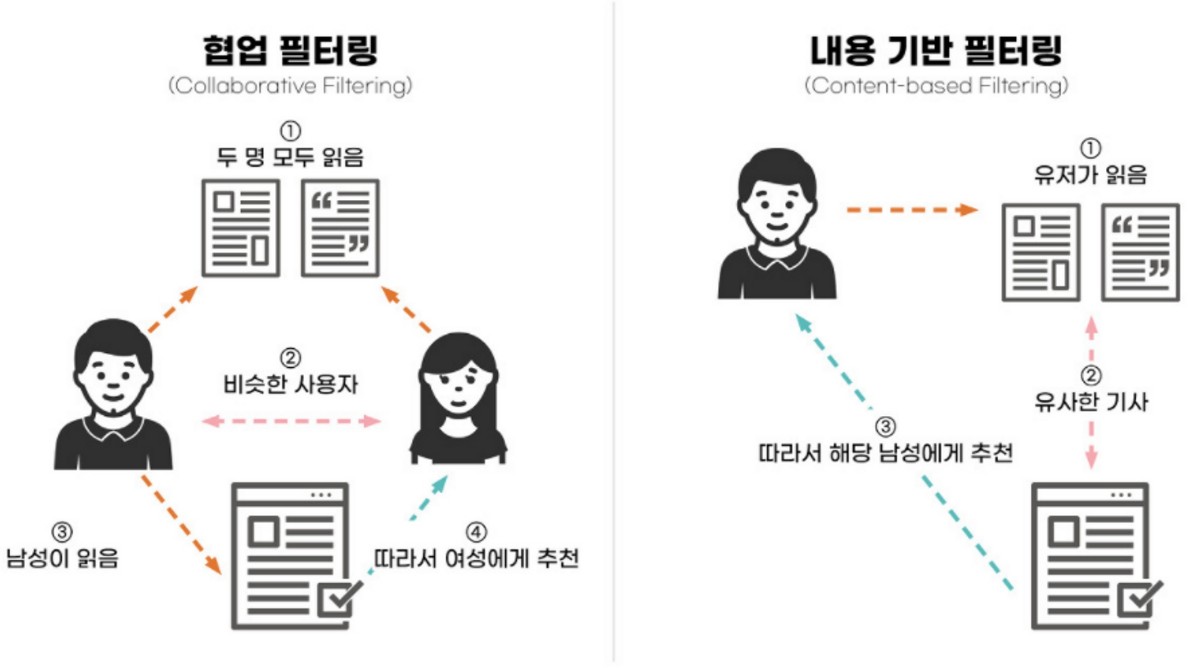 협업 필터링
(Collaborative Filtering)
①
두 명 모두 읽음
②
비슷한 사용자
③
남성이 읽음
④
따라서 여성에게 추천
내용 기반 필터링
(Content-based Filtering)
①
유저가 읽음
②
유사한 기사
③
따라서 해당 남성에게 추천